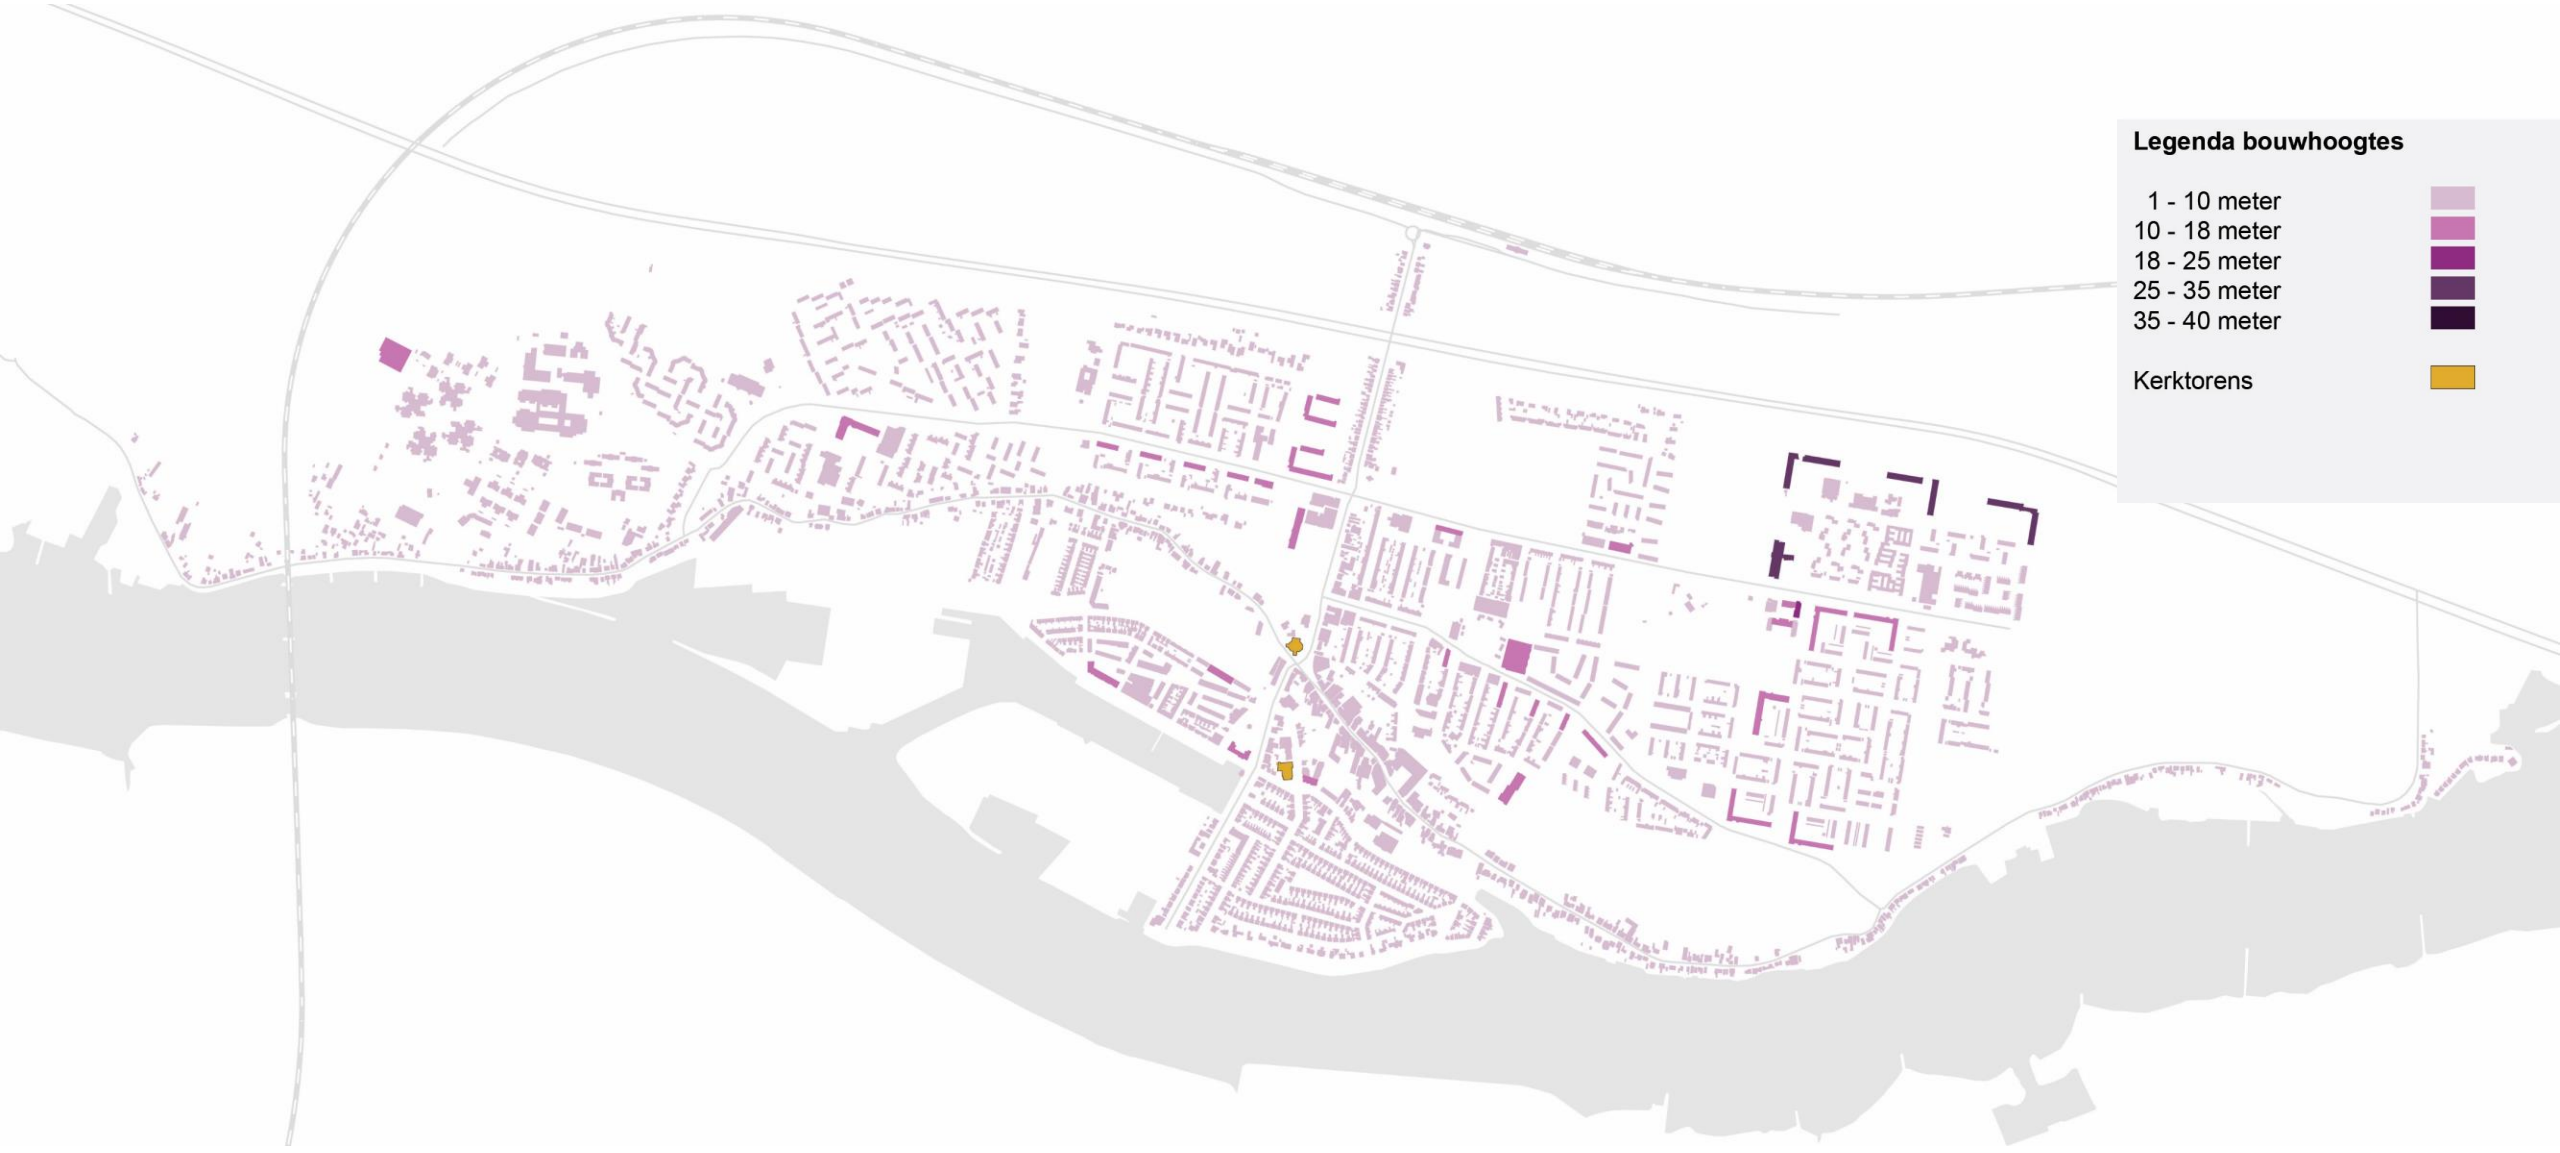 Legenda bouwhoogtes
1 - 10 meter
10 - 18 meter
18 - 25 meter
25 - 35 meter
35 - 40 meter
Kerktorens